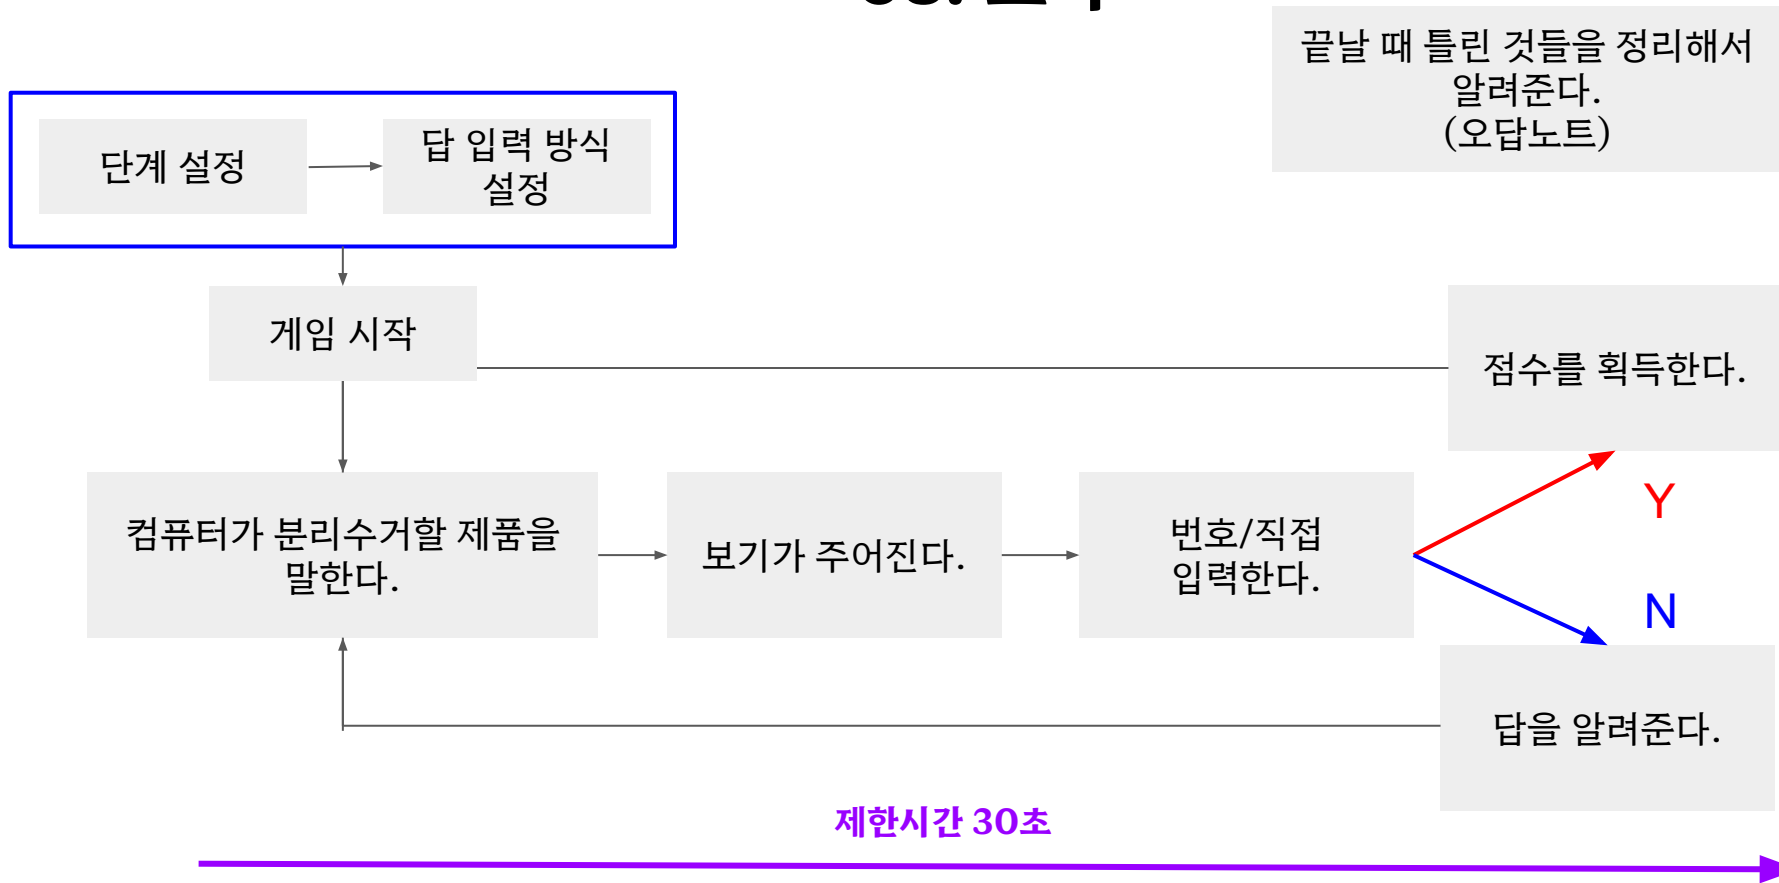 끝날 때 틀린 것들을 정리해서
알려준다.
(오답노트)
단계 설정
답 입력 방식
설정
게임 시작
점수를 획득한다.
컴퓨터가 분리수거할 제품을
말한다.
보기가 주어진다.
번호/직접
입력한다.
Y
N
답을 알려준다.
제한시간 30초